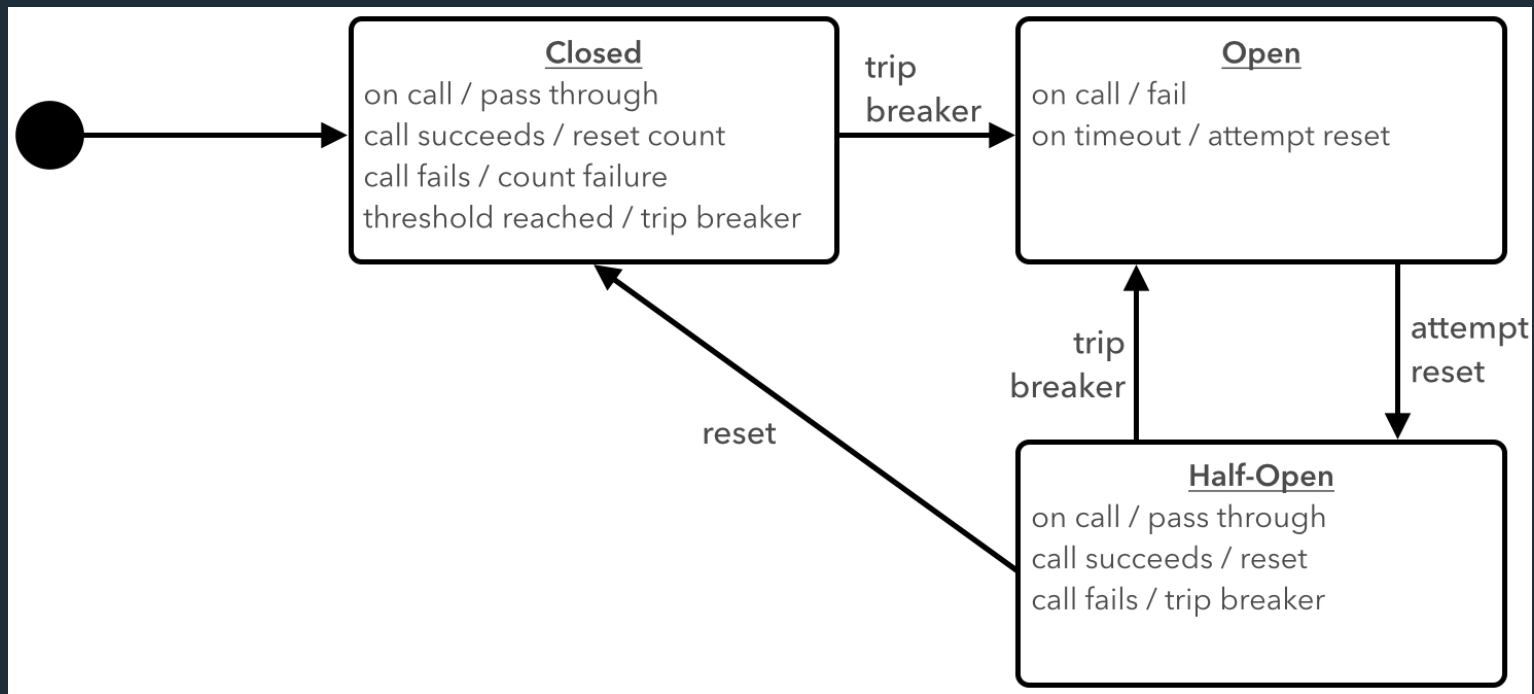 Closed
on call / pass through
call succeeds / reset count
call fails / count failure
threshold reached / trip breaker
trip
breaker
Open
on call / fail
on timeout / attempt reset
trip
breaker
attempt
reset
reset
Half-Open
on call / pass through
call succeeds / reset
call fails / trip breaker